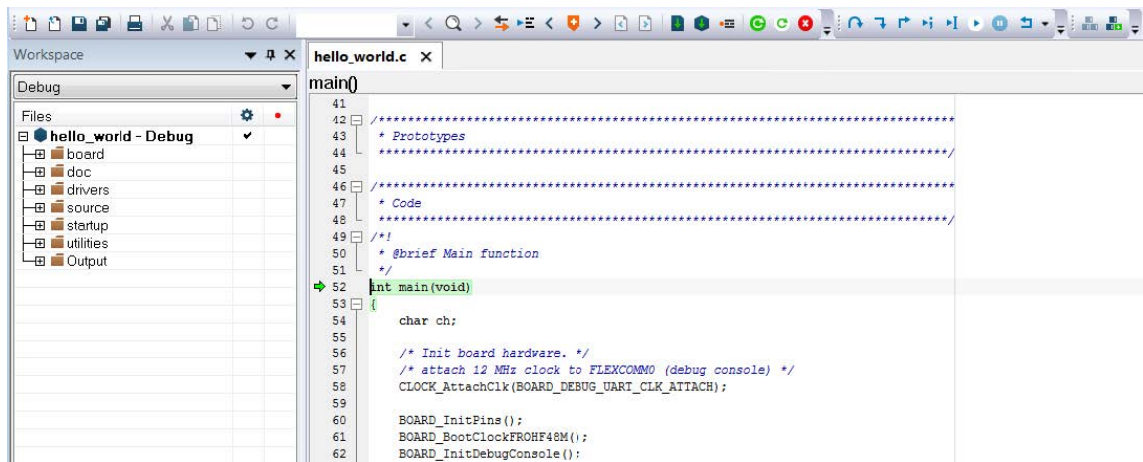 Workspace
hello_world.c
Debug
main()
Files
hello_world - Debug
board
doc
drivers
source
startup
utilities
Output
41
42 /*******************************************************************************
43  * Prototypes
44  ******************************************************************************/
45
46 /*******************************************************************************
47  * Code
48  ******************************************************************************/
49 /*!
50  * @brief Main function
51  */
52 int main(void)
53 {
54     char ch;
55
56     /* Init board hardware. */
57     /* attach 12 MHz clock to FLEXCOMM0 (debug console) */
58     CLOCK_AttachClk(BOARD_DEBUG_UART_CLK_ATTACH);
59
60     BOARD_InitPins();
61     BOARD_BootClockFROHF48M();
62     BOARD_InitDebugConsole();